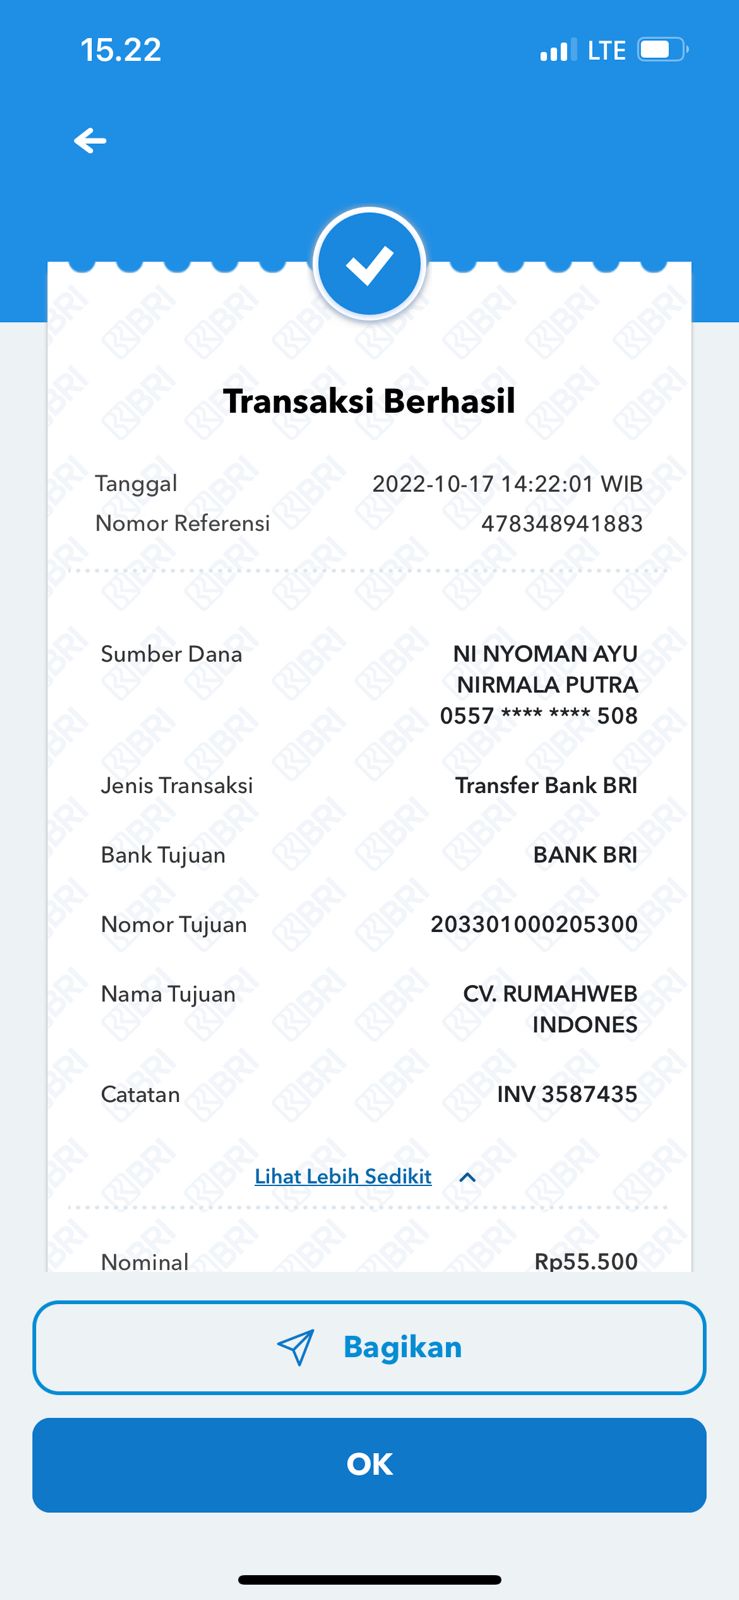 15.22 LTE
Transaksi Berhasil
Tanggal 2022-10-17 14:22:01 WIB
Nomor Referensi 478348941883
Sumber Dana NI NYOMAN AYU
NIRMALA PUTRA
0557 **** **** 508
Jenis Transaksi Transfer Bank BRI
Bank Tujuan BANK BRI
Nomor Tujuan 203301000205300
Nama Tujuan CV. RUMAHWEB
INDONES
Catatan INV 3587435
Lihat Lebih Sedikit
Nominal Rp55.500
Bagikan
OK